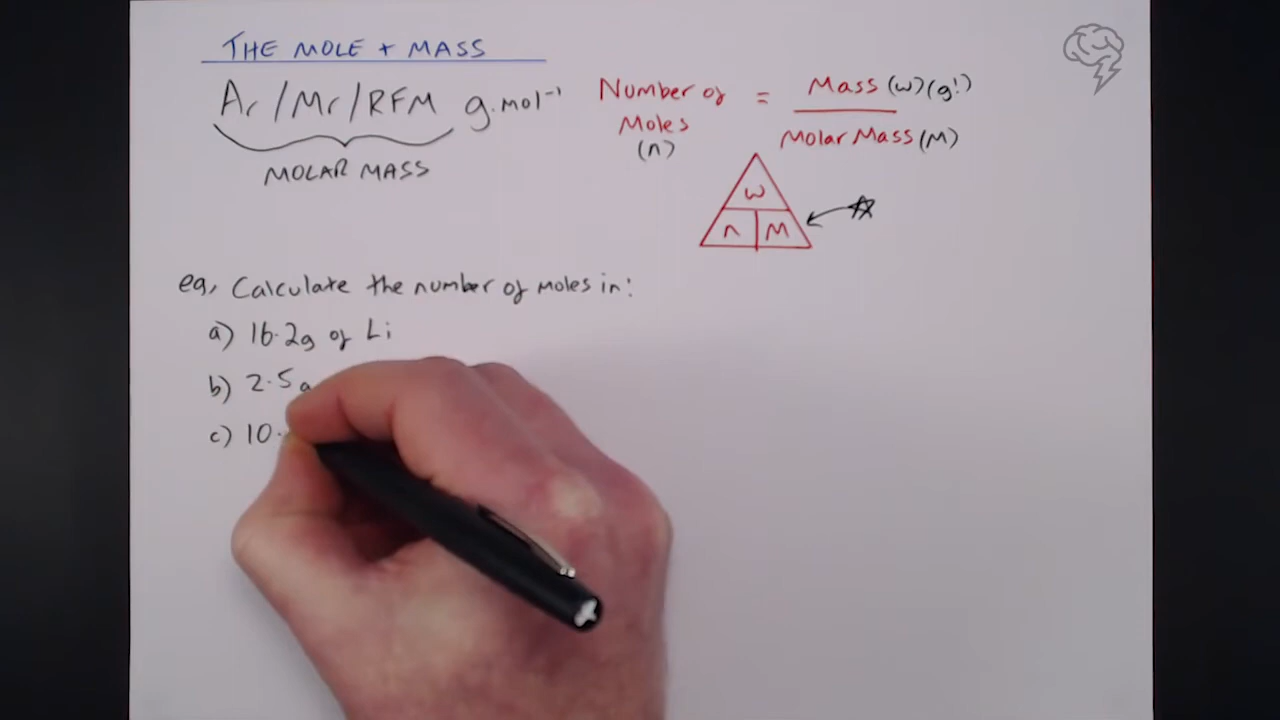 THE MOLE + MASS
Ar/Mr/RFM g.mol⁻¹
MOLAR MASS
Number of Moles (n) = Mass (w) (g!)
Molar Mass (M)
w
n M
eg, Calculate the number of moles in:
a) 16.2g of Li
b) 2.5g
c) 10.